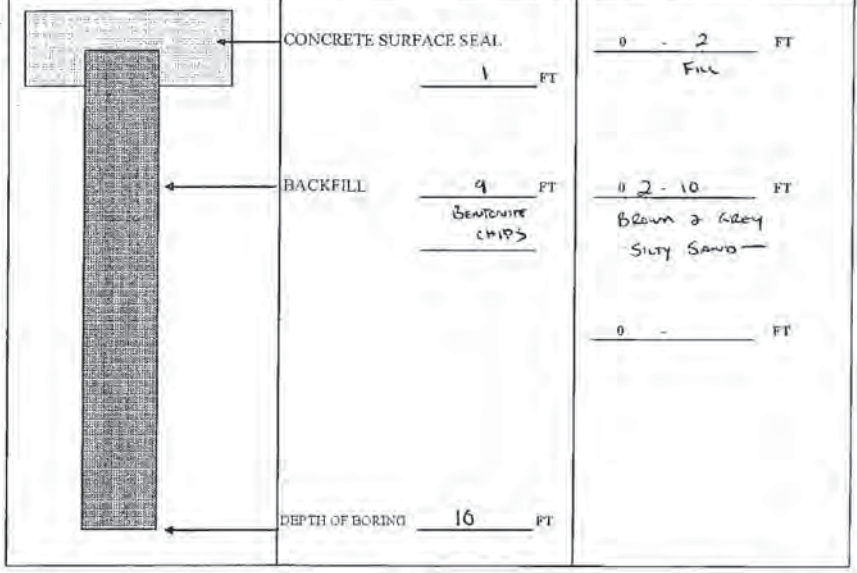 CONCRETE SURFACE SEAL
1 FT
BACKFILL 9 FT
BENTONITE
CHIPS
DEPTH OF BORING 10 FT
0 - 2 FT
FILL
0 2 - 10 FT
BROWN & GREY
SILTY SAND
0 - FT